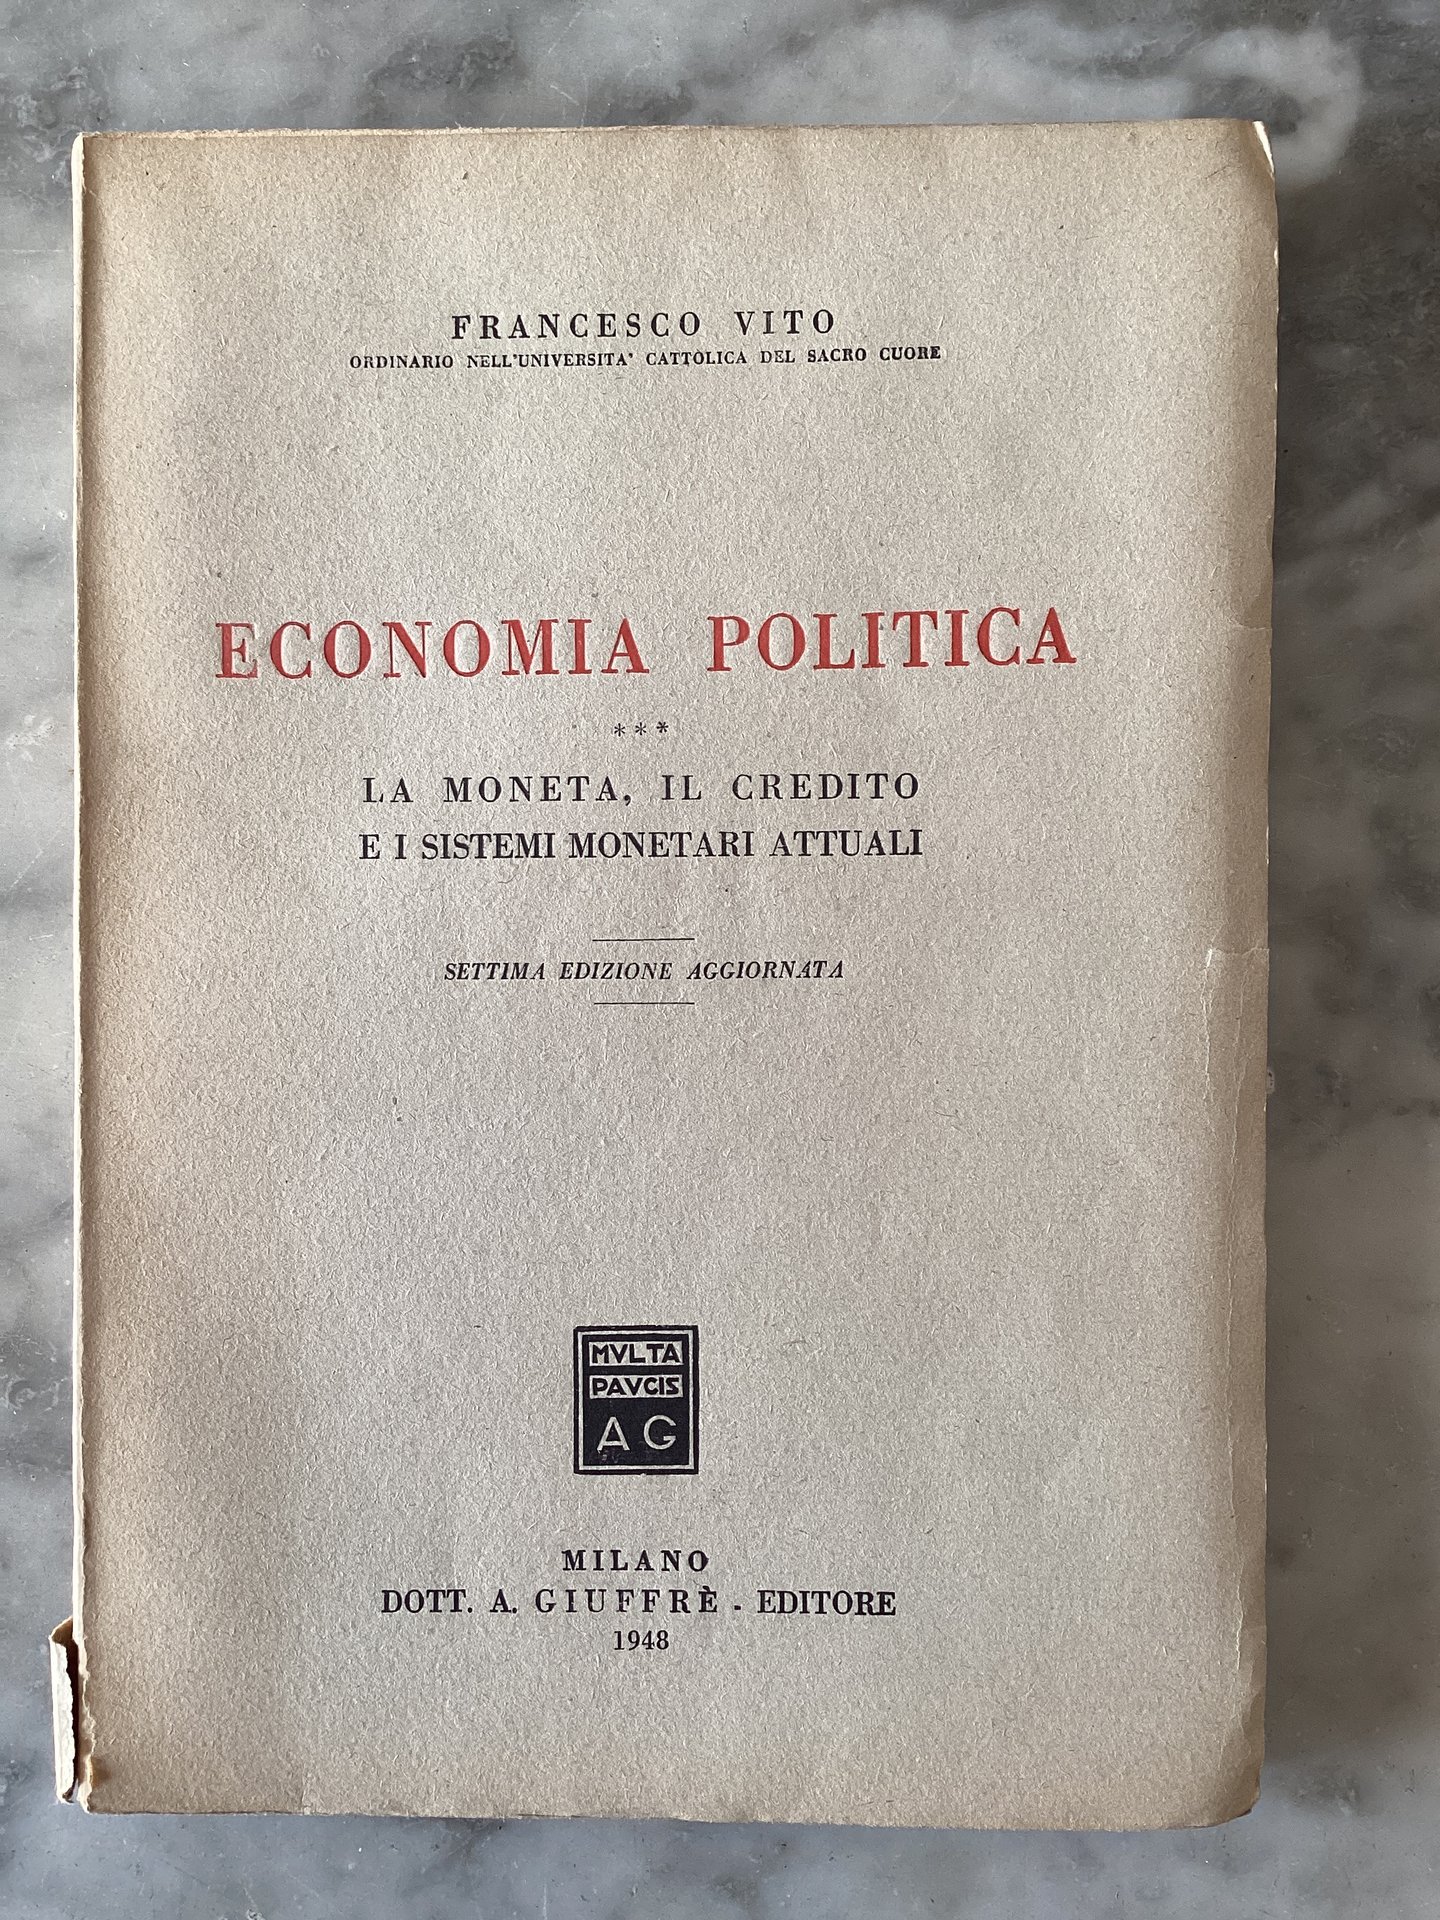 FRANCESCO VITO
ORDINARIO NELL'UNIVERSITA' CATTOLICA DEL SACRO CUORE
ECONOMIA POLITICA
***
LA MONETA, IL CREDITO
E I SISTEMI MONETARI ATTUALI
SETTIMA EDIZIONE AGGIORNATA
MVLTA
PAVCIS
AG
MILANO
DOTT. A. GIUFFRÈ - EDITORE
1948